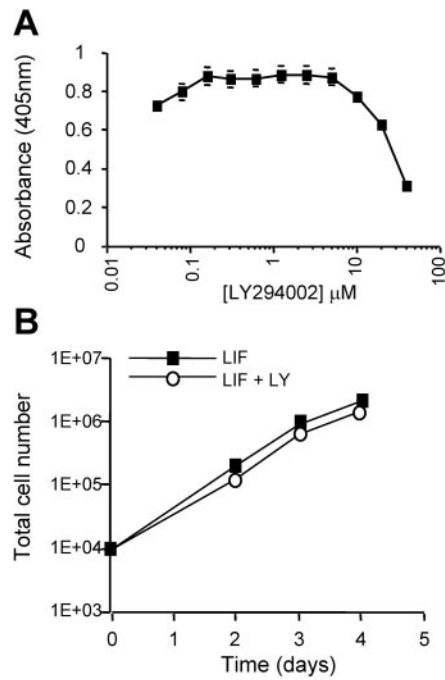 A
Absorbance (405nm)
1
0.8
0.6
0.4
0.2
0
0.01
0.1
1
10
100
[LY294002] μM
B
LIF
LIF + LY
Total cell number
1E+07
1E+06
1E+05
1E+04
1E+03
0
1
2
3
4
5
Time (days)